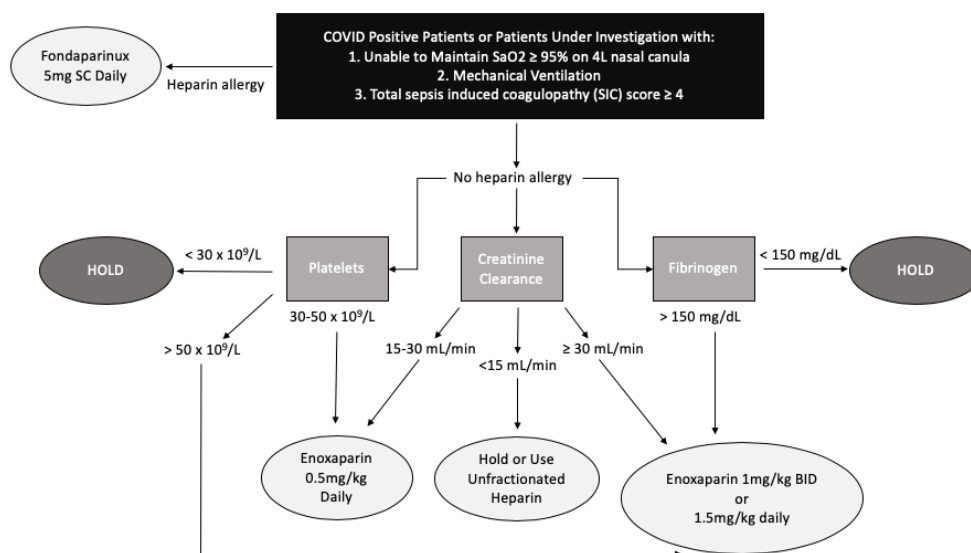 COVID Positive Patients or Patients Under Investigation with:
1. Unable to Maintain SaO2 ≥ 95% on 4L nasal canula
2. Mechanical Ventilation
3. Total sepsis induced coagulopathy (SIC) score ≥ 4
Fondaparinux
5mg SC Daily
Heparin allergy
No heparin allergy
HOLD
< 30 x 10⁹/L
Platelets
Creatinine
Clearance
Fibrinogen
< 150 mg/dL
HOLD
> 50 x 10⁹/L
30-50 x 10⁹/L
15-30 mL/min
<15 mL/min
≥ 30 mL/min
> 150 mg/dL
Enoxaparin
0.5mg/kg
Daily
Hold or Use
Unfractionated
Heparin
Enoxaparin 1mg/kg BID
or
1.5mg/kg daily